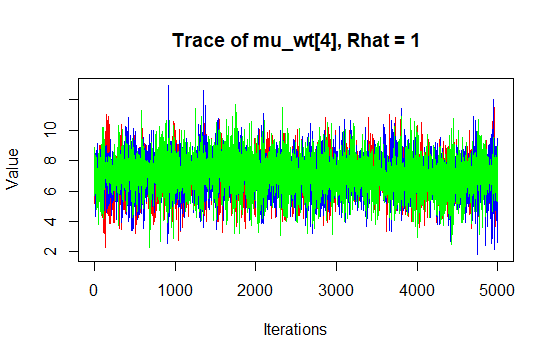 Trace of mu_wt[4], Rhat = 1
Value
10
8
6
4
2
0 1000 2000 3000 4000 5000
Iterations